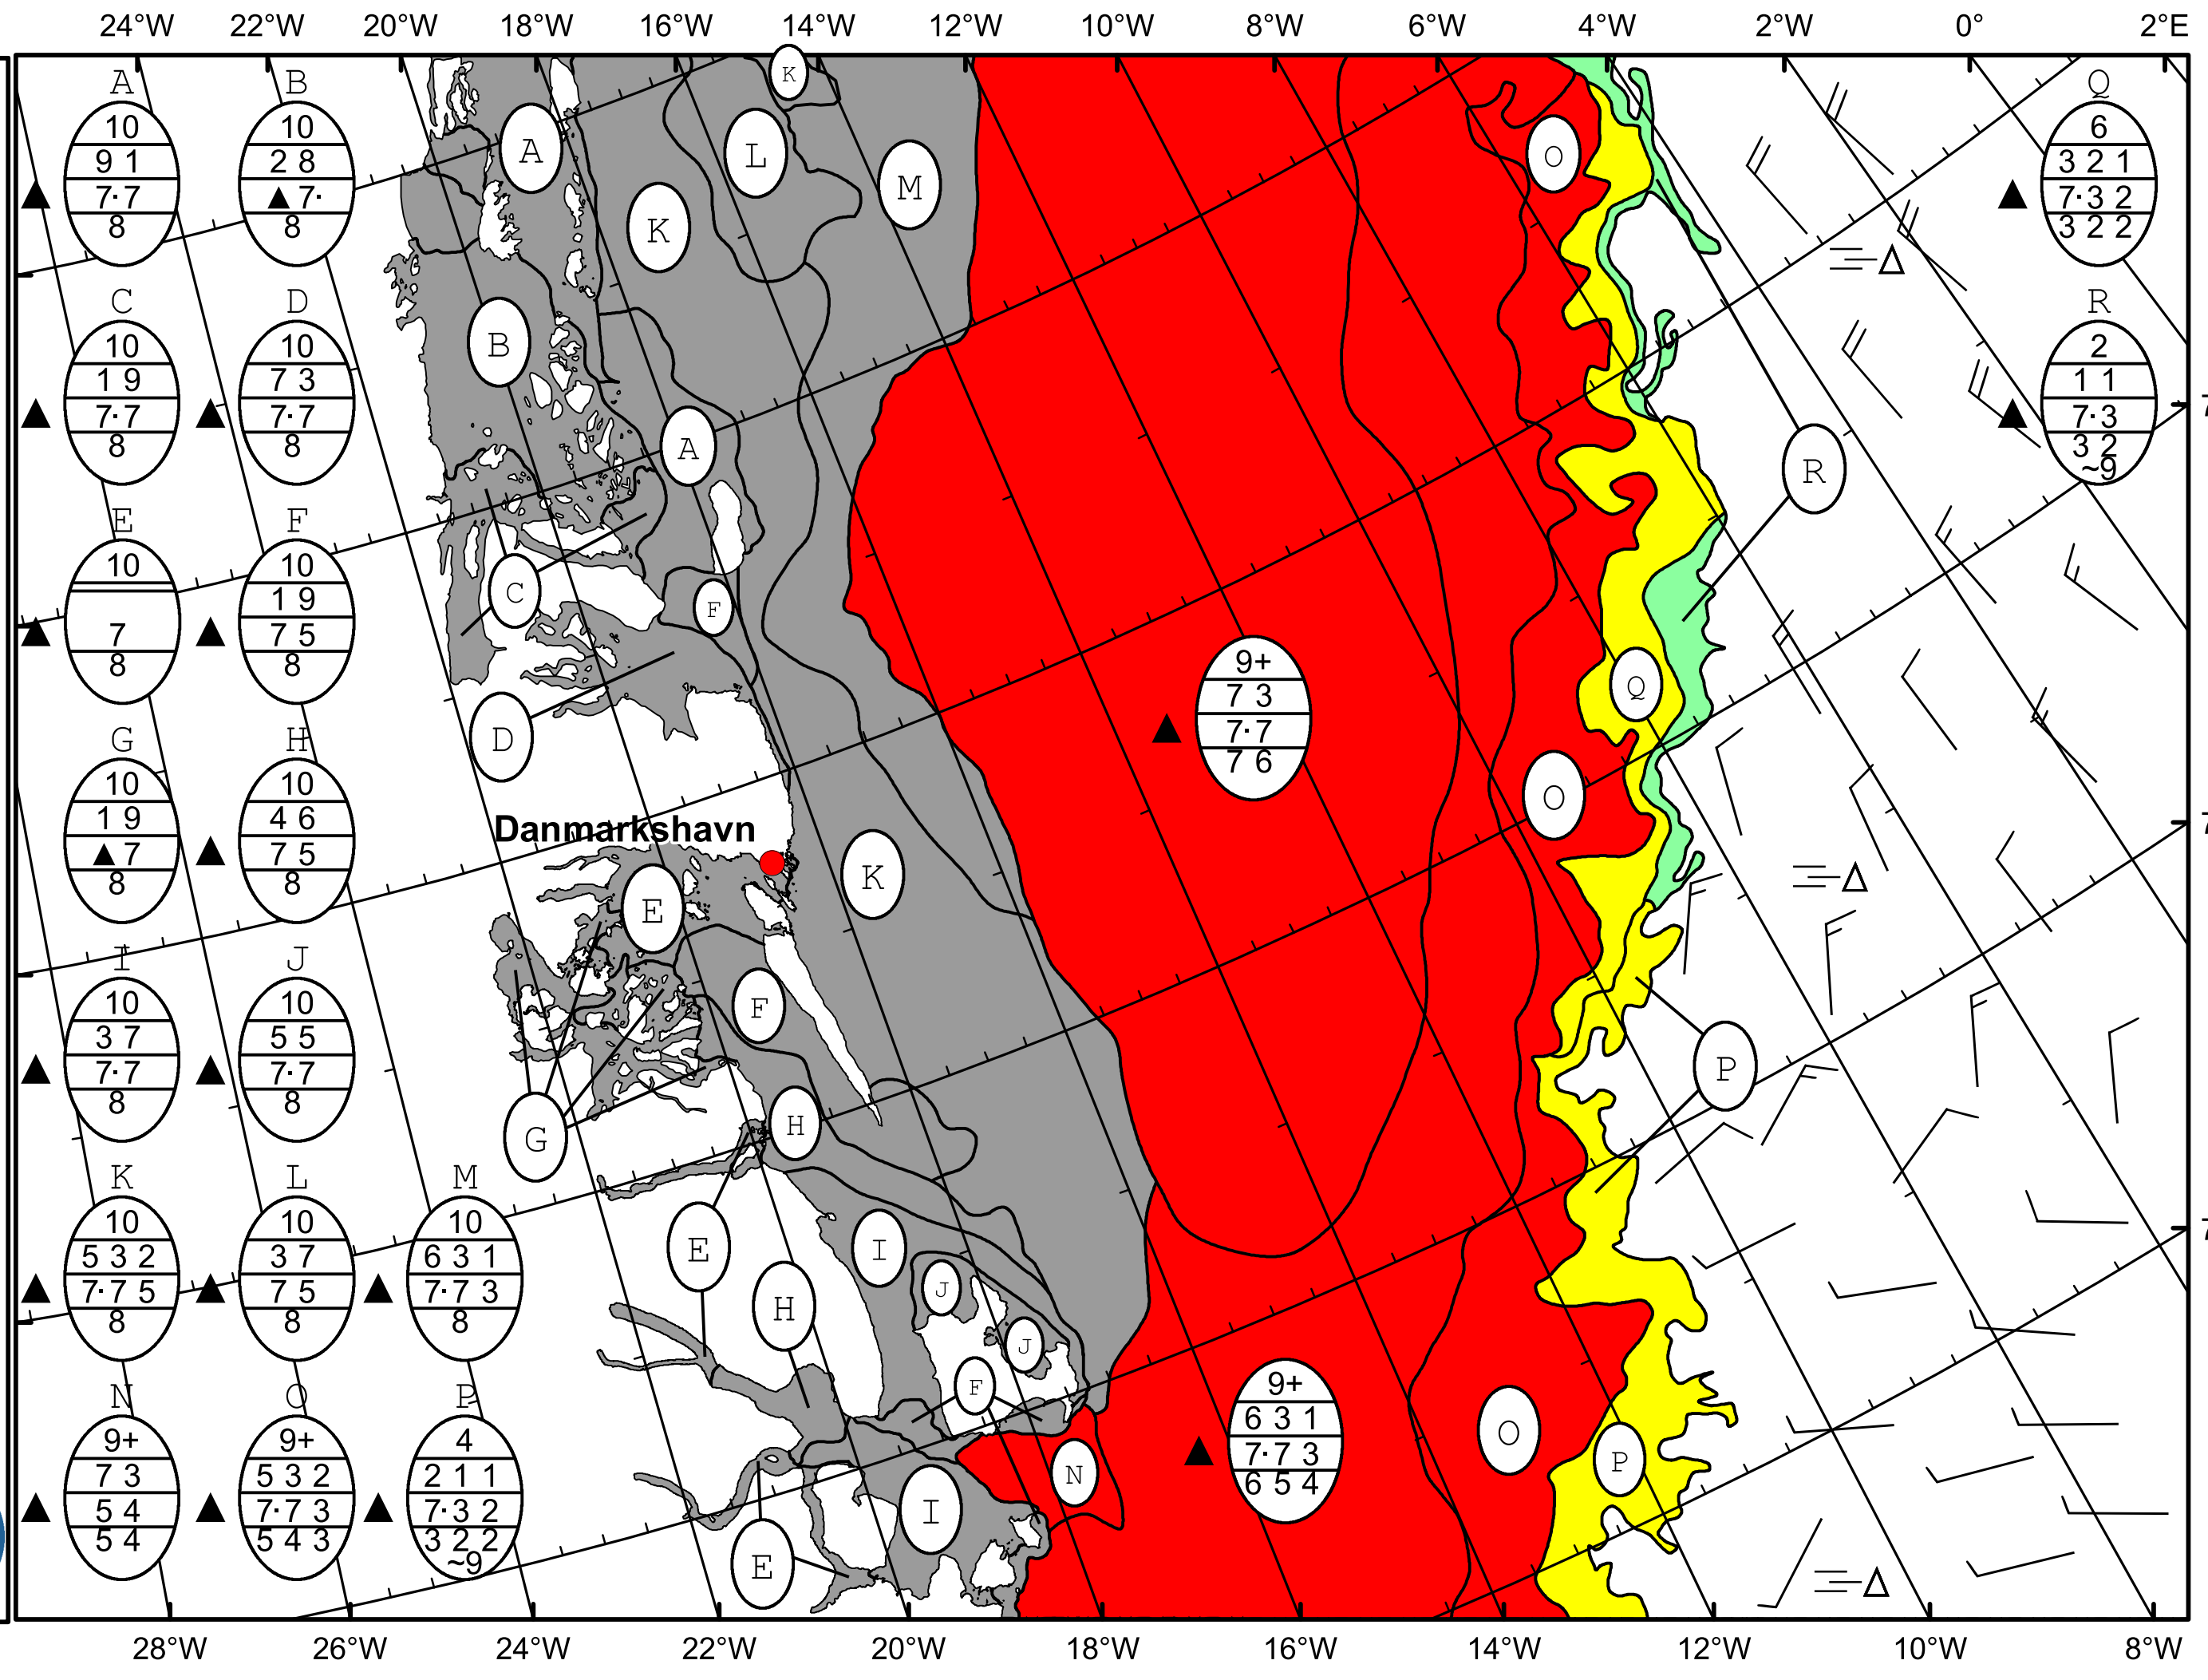 24°W 22°W 20°W 18°W 16°W 14°W 12°W 10°W 8°W 6°W 4°W 2°W 0° 2°E
A
10
9 1
7· 7
8
B
10
2 8
▲ 7·
8
C
10
1 9
7· 7
8
D
10
7 3
7· 7
8
E
10
7
8
F
10
1 9
7 5
8
G
10
1 9
▲ 7
8
H
10
4 6
7 5
8
I
10
3 7
7· 7
8
J
10
5 5
7· 7
8
K
10
5 3 2
7· 7 5
8
L
10
3 7
7 5
8
M
10
6 3 1
7· 7 3
8
N
9+
7 3
5 4
5 4
O
9+
5 3 2
7· 7 3
5 4 3
P
4
2 1 1
7· 3 2
3 2 2
~9
Q
6
3 2 1
7· 3 2
3 2 2
R
2
1 1
7· 3
3 2
~9
K
A
L
O
M
K
B
A
R
C
F
9+
7 3
7· 7
7 6
Q
D
O
Danmarkshavn
K
E
F
P
H
G
E
I
J
H
J
F
9+
6 3 1
7· 7 3
6 5 4
O
P
N
I
E
7
7
7
28°W 26°W 24°W 22°W 20°W 18°W 16°W 14°W 12°W 10°W 8°W